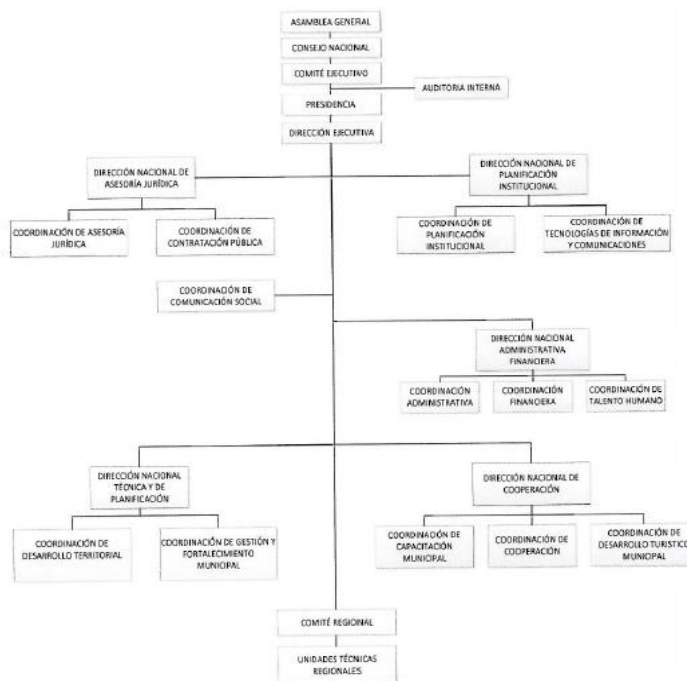 ASAMBLEA GENERAL
CONSEJO NACIONAL
COMITÉ EJECUTIVO
AUDITORIA INTERNA
PRESIDENCIA
DIRECCIÓN EJECUTIVA
DIRECCIÓN NACIONAL DE
ASESORÍA JURÍDICA
DIRECCIÓN NACIONAL DE
PLANIFICACIÓN
INSTITUCIONAL
COORDINACIÓN DE ASESORÍA
JURÍDICA
COORDINACIÓN DE
CONTRATACIÓN PÚBLICA
COORDINACIÓN DE
PLANIFICACIÓN
INSTITUCIONAL
COORDINACIÓN DE
TECNOLOGÍAS DE INFORMACIÓN
Y COMUNICACIONES
COORDINACIÓN DE
COMUNICACIÓN SOCIAL
DIRECCIÓN NACIONAL
ADMINISTRATIVA
FINANCIERA
COORDINACIÓN
ADMINISTRATIVA
COORDINACIÓN
FINANCIERA
COORDINACIÓN DE
TALENTO HUMANO
DIRECCIÓN NACIONAL
TÉCNICA Y DE
PLANIFICACIÓN
DIRECCIÓN NACIONAL DE
COOPERACIÓN
COORDINACIÓN DE
DESARROLLO TERRITORIAL
COORDINACIÓN DE GESTIÓN Y
FORTALECIMIENTO
MUNICIPAL
COORDINACIÓN DE
CAPACITACIÓN
MUNICIPAL
COORDINACIÓN DE
COOPERACIÓN
COORDINACIÓN DE
DESARROLLO TURISTICO
MUNICIPAL
COMITÉ REGIONAL
UNIDADES TÉCNICAS
REGIONALES